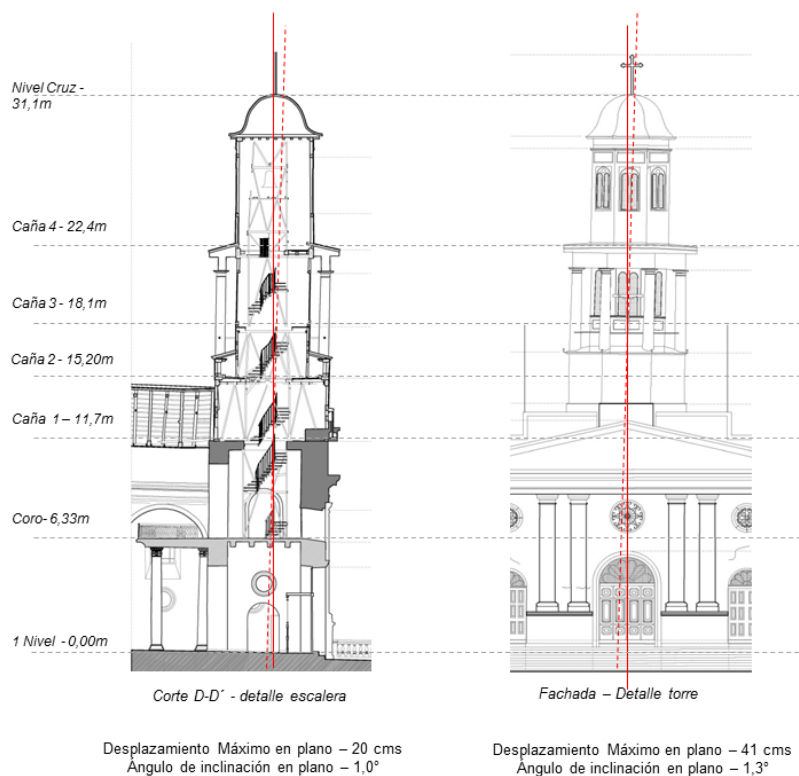 Nivel Cruz -
31,1m
Caña 4 - 22,4m
Caña 3 - 18,1m
Caña 2 - 15,20m
Caña 1 – 11,7m
Coro- 6,33m
1 Nivel - 0,00m
Corte D-D´ - detalle escalera
Fachada – Detalle torre
Desplazamiento Máximo en plano – 20 cms
Ángulo de inclinación en plano – 1,0°
Desplazamiento Máximo en plano – 41 cms
Ángulo de inclinación en plano – 1,3°